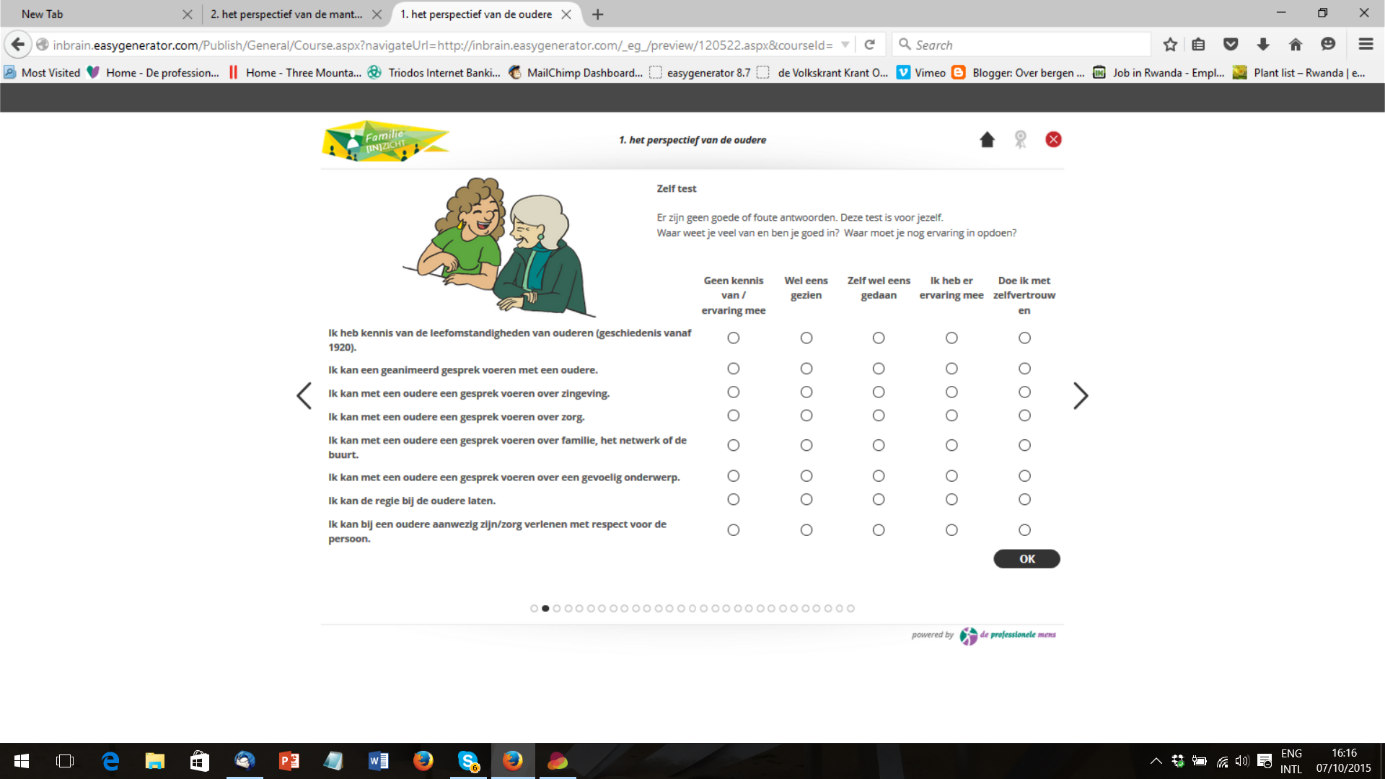 New Tab
2. het perspectief van de mant...
1. het perspectief van de oudere
inbrain.easygenerator.com/Publish/General/Course.aspx?navigateUrl=http://inbrain.easygenerator.com/_eg_/preview/120522.aspx&courseId=
Search
Most Visited
Home - De profession...
Home - Three Mounta...
Triodos Internet Banki...
MailChimp Dashboard...
easygenerator 8.7
de Volkskrant Krant O...
Vimeo
Blogger: Over bergen ...
Job in Rwanda - Empl...
Plant list – Rwanda | e...
Familie
[IN]ZICHT
1. het perspectief van de oudere
Zelf test
Er zijn geen goede of foute antwoorden. Deze test is voor jezelf.
Waar weet je veel van en ben je goed in? Waar moet je nog ervaring in opdoen?
Geen kennis van / ervaring mee
Wel eens gezien
Zelf wel eens gedaan
Ik heb er ervaring mee
Doe ik met zelfvertrouw en
Ik heb kennis van de leefomstandigheden van ouderen (geschiedenis vanaf
1920).
Ik kan een geanimeerd gesprek voeren met een oudere.
Ik kan met een oudere een gesprek voeren over zingeving.
Ik kan met een oudere een gesprek voeren over zorg.
Ik kan met een oudere een gesprek voeren over familie, het netwerk of de
buurt.
Ik kan met een oudere een gesprek voeren over een gevoelig onderwerp.
Ik kan de regie bij de oudere laten.
Ik kan bij een oudere aanwezig zijn/zorg verlenen met respect voor de
persoon.
OK
powered by de professionele mens
6
ENG
INTL
16:16
07/10/2015